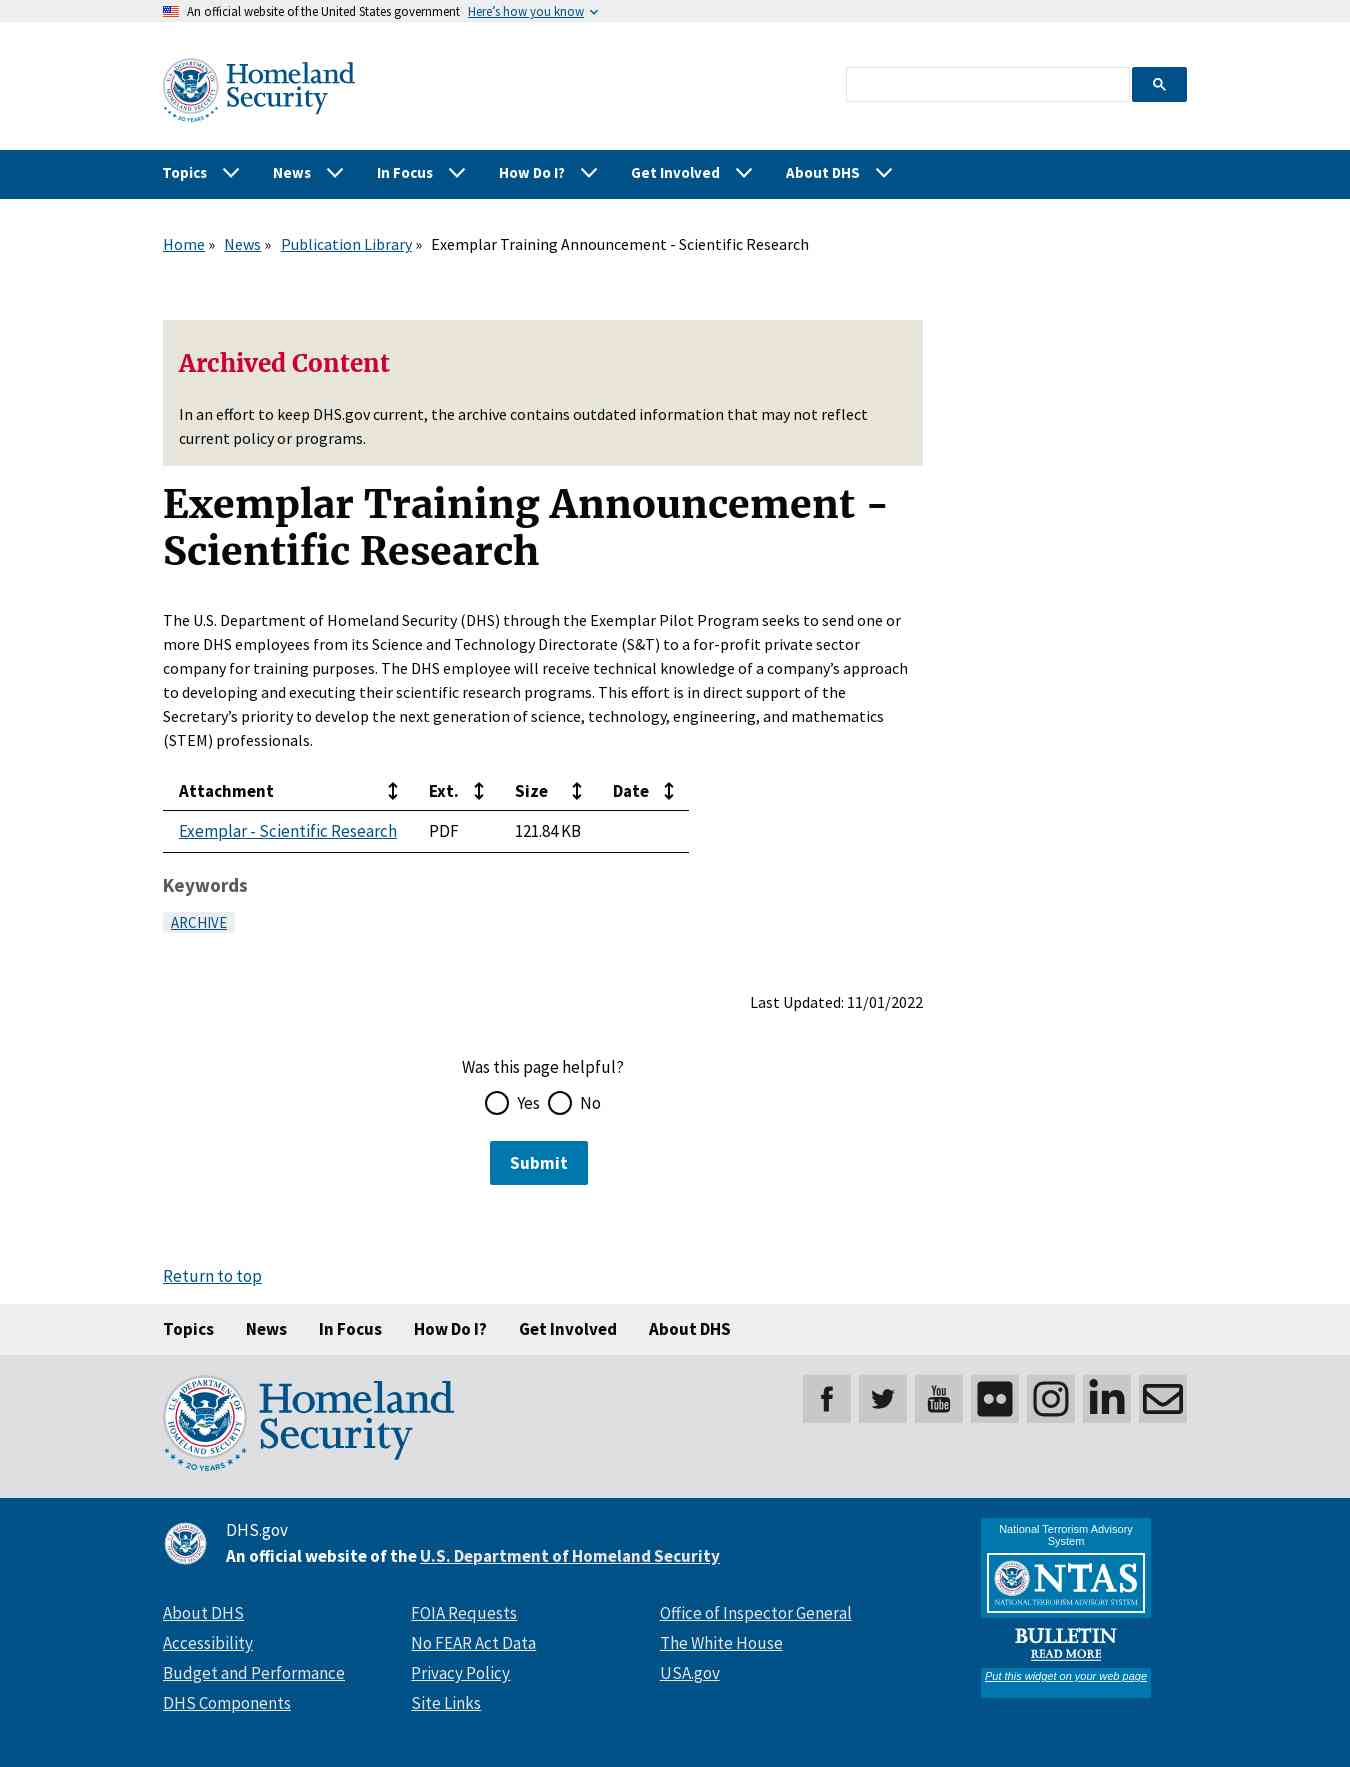 An official website of the United States government Here’s how you know
Homeland
Security
Topics News In Focus How Do I? Get Involved About DHS
Home » News » Publication Library » Exemplar Training Announcement - Scientific Research
Archived Content
In an effort to keep DHS.gov current, the archive contains outdated information that may not reflect
current policy or programs.
Exemplar Training Announcement -
Scientific Research
The U.S. Department of Homeland Security (DHS) through the Exemplar Pilot Program seeks to send one or
more DHS employees from its Science and Technology Directorate (S&T) to a for-profit private sector
company for training purposes. The DHS employee will receive technical knowledge of a company’s approach
to developing and executing their scientific research programs. This effort is in direct support of the
Secretary’s priority to develop the next generation of science, technology, engineering, and mathematics
(STEM) professionals.
Attachment Ext. Size Date
Exemplar - Scientific Research PDF 121.84 KB
Keywords
ARCHIVE
Last Updated: 11/01/2022
Was this page helpful?
Yes No
Submit
Return to top
Topics News In Focus How Do I? Get Involved About DHS
U.S. DEPARTMENT OF HOMELAND SECURITY
20 YEARS
Homeland
Security
You
Tube
in
DHS.gov
An official website of the U.S. Department of Homeland Security
About DHS
Accessibility
Budget and Performance
DHS Components
FOIA Requests
No FEAR Act Data
Privacy Policy
Site Links
Office of Inspector General
The White House
USA.gov
National Terrorism Advisory
System
NTAS
NATIONAL TERRORISM ADVISORY SYSTEM
BULLETIN
READ MORE
Put this widget on your web page